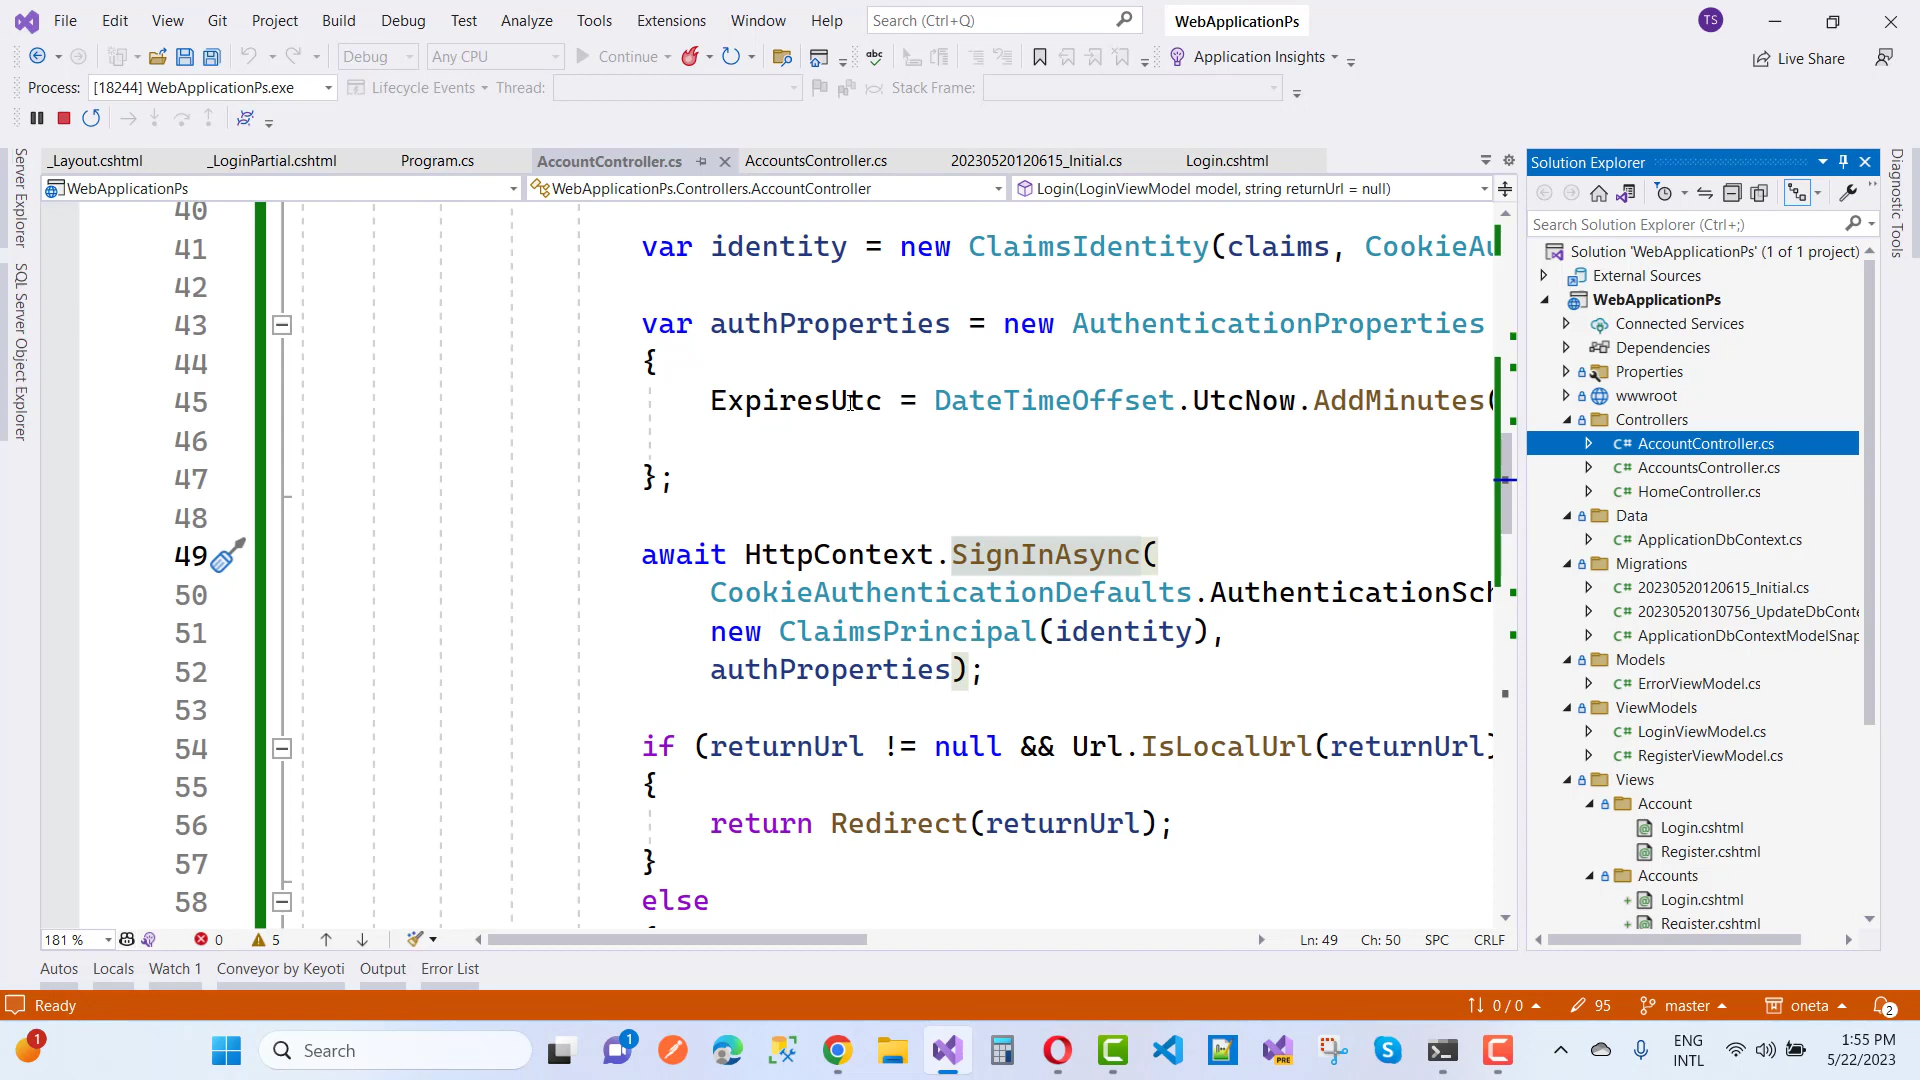 File Edit View Git Project Build Debug Test Analyze Tools Extensions Window Help Search (Ctrl+Q) WebApplicationPs TS
Debug Any CPU Continue Application Insights Live Share
Process: [18244] WebApplicationPs.exe Lifecycle Events Thread: Stack Frame:
Server Explorer
SQL Server Object Explorer
_Layout.cshtml _LoginPartial.cshtml Program.cs AccountController.cs AccountsController.cs 20230520120615_Initial.cs Login.cshtml
WebApplicationPs WebApplicationPs.Controllers.AccountController Login(LoginViewModel model, string returnUrl = null)
40
41 var identity = new ClaimsIdentity(claims, CookieAu
42
43 var authProperties = new AuthenticationProperties
44 {
45 ExpiresUtc = DateTimeOffset.UtcNow.AddMinutes(
46
47 };
48
49 await HttpContext.SignInAsync(
50 CookieAuthenticationDefaults.AuthenticationSch
51 new ClaimsPrincipal(identity),
52 authProperties);
53
54 if (returnUrl != null && Url.IsLocalUrl(returnUrl)
55 {
56 return Redirect(returnUrl);
57 }
58 else
181 % 0 5 Ln: 49 Ch: 50 SPC CRLF
Autos Locals Watch 1 Conveyor by Keyoti Output Error List
Solution Explorer
Search Solution Explorer (Ctrl+;)
Solution 'WebApplicationPs' (1 of 1 project)
External Sources
WebApplicationPs
Connected Services
Dependencies
Properties
wwwroot
Controllers
C# AccountController.cs
C# AccountsController.cs
C# HomeController.cs
Data
C# ApplicationDbContext.cs
Migrations
C# 20230520120615_Initial.cs
C# 20230520130756_UpdateDbConte
C# ApplicationDbContextModelSnap
Models
C# ErrorViewModel.cs
ViewModels
C# LoginViewModel.cs
C# RegisterViewModel.cs
Views
Account
Login.cshtml
Register.cshtml
Accounts
Login.cshtml
Register.cshtml
Diagnostic Tools
Ready 0 / 0 95 master oneta 2
1 Search 1 PRE ENG INTL 1:55 PM 5/22/2023